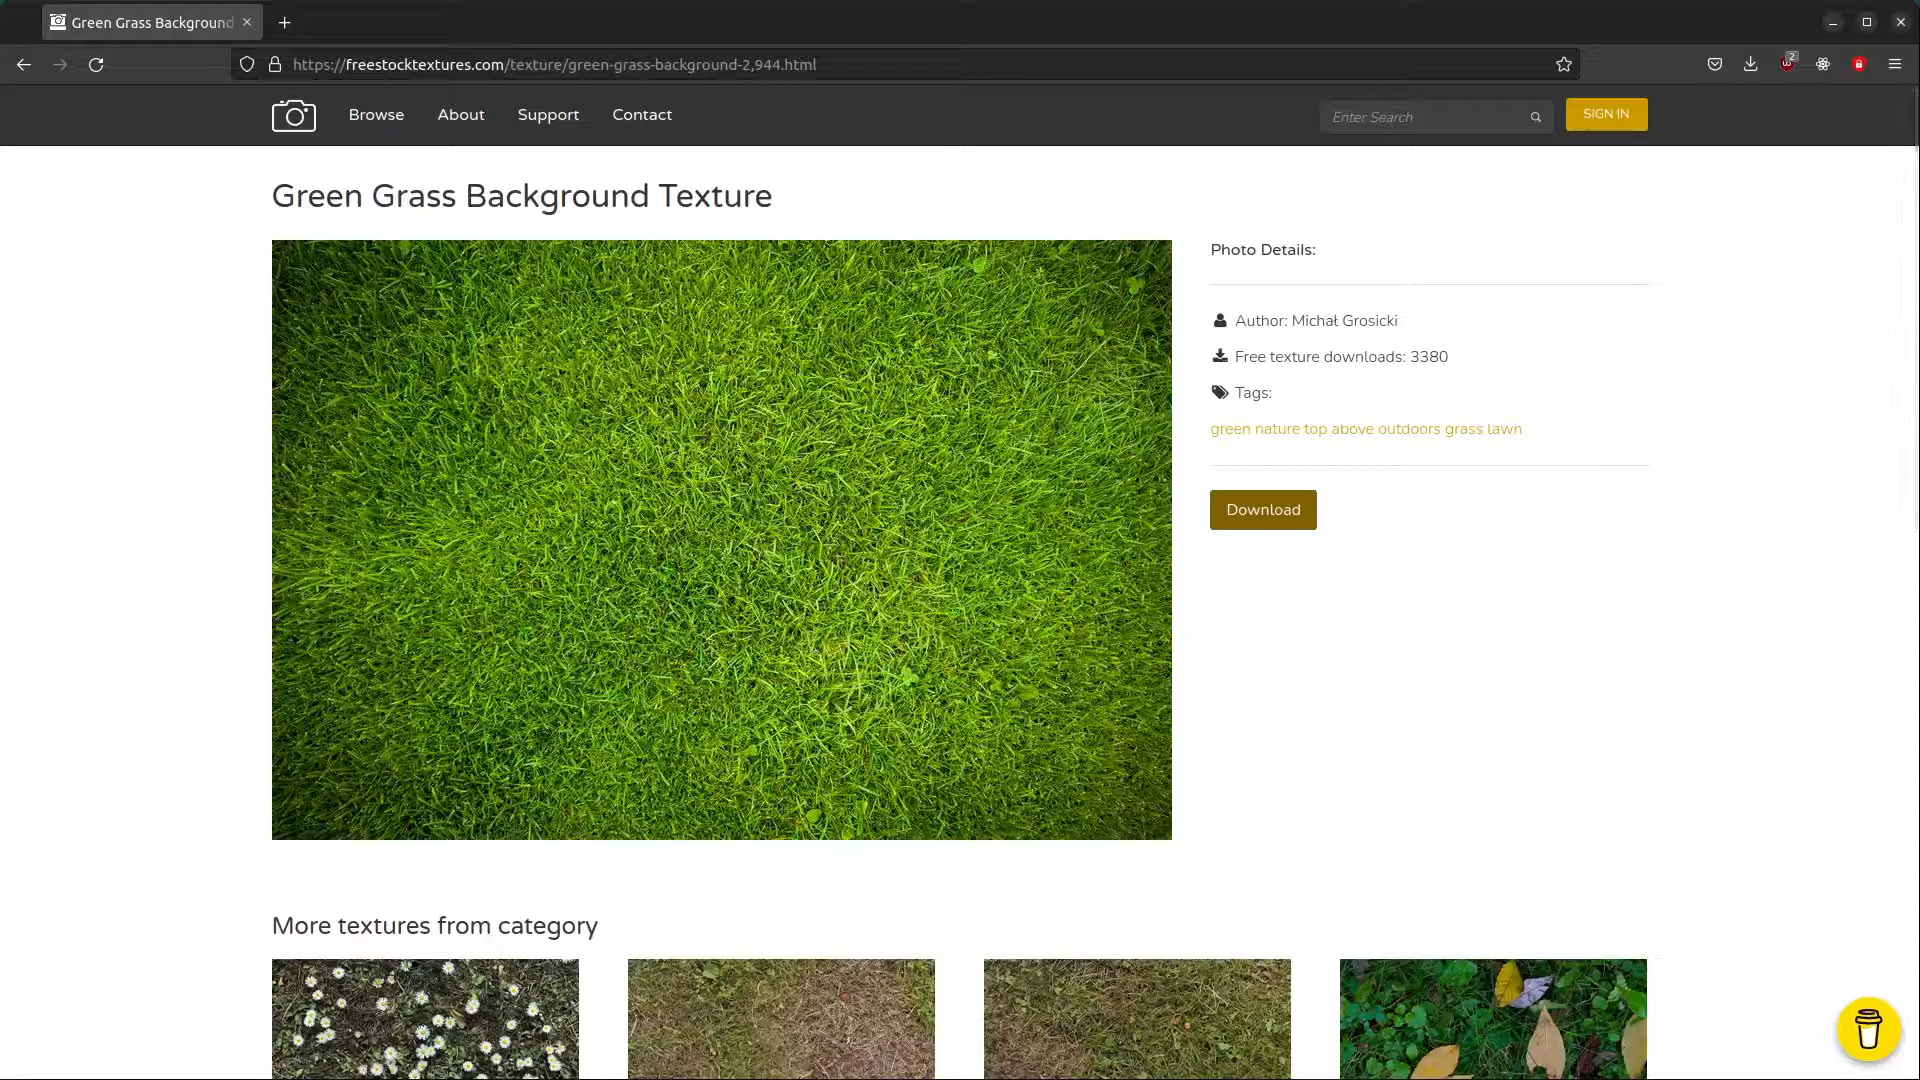 Green Grass Background
https://freestocktextures.com/texture/green-grass-background-2,944.html
2
Browse
About
Support
Contact
Enter Search
SIGN IN
Green Grass Background Texture
Photo Details:
Author: Michał Grosicki
Free texture downloads: 3380
Tags:
green nature top above outdoors grass lawn
Download
More textures from category